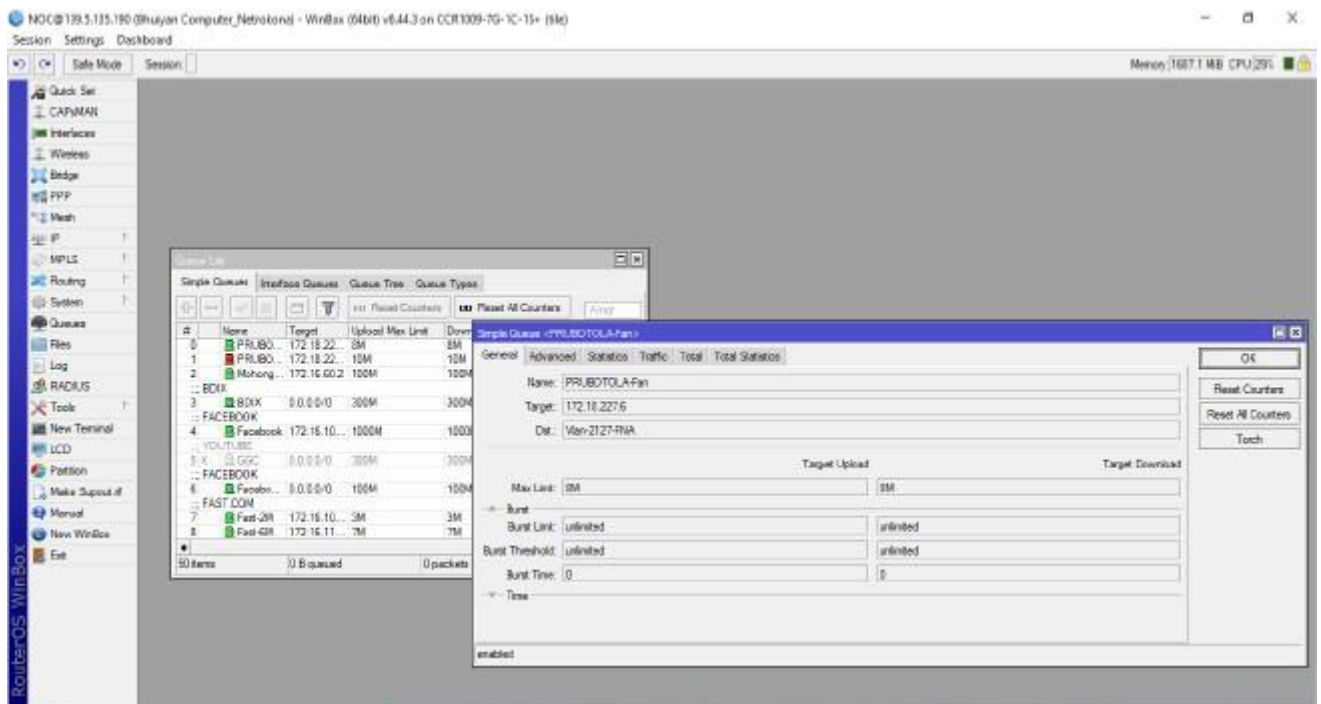 NOC@139.5.135.190 (Bhuiyan Computer_Netrokona) - WinBox (64bit) v6.44.3 on CCR1009-7G-1C-1S+ (tile)
Session Settings Dashboard
Safe Mode Session:
Memory: 1687.1 MiB CPU: 29%
Quick Set
CAPsMAN
Interfaces
Wireless
Bridge
PPP
Mesh
IP
MPLS
Routing
System
Queues
Files
Log
RADIUS
Tools
New Terminal
LCD
Partition
Make Supout.rif
Manual
New WinBox
Exit
RouterOS WinBox
Queue List
Simple Queues Interface Queues Queue Tree Queue Types
Reset Counters Reset All Counters
# Name Target Upload Max Limit Down
0 PRUBO... 172.18.22... 8M 8M
1 PRUBO... 172.18.22... 10M 10M
2 Mohong... 172.16.60.2 100M 100M
::: BDIX
3 BDIX 0.0.0.0/0 300M 300M
::: FACEBOOK
4 Facebook 172.16.10... 1000M 1000
::: YOUTUBE
5 X GGC 0.0.0.0/0 300M 300M
::: FACEBOOK
6 Facebo... 0.0.0.0/0 100M 100M
::: FAST.COM
7 Fast-2M 172.16.10... 3M 3M
8 Fast-6M 172.16.11... 7M 7M
0 B queued 0 packets
Simple Queue <PRUBOTOLA-Fan>
General Advanced Statistics Traffic Total Total Statistics
Name: PRUBOTOLA-Fan
Target: 172.18.227.6
Dst.: Vlan-2127-FNA
Target Upload Target Download
Max Limit: 8M 8M
Burst
Burst Limit: unlimited unlimited
Burst Threshold: unlimited unlimited
Burst Time: 0 0
Time
enabled
OK
Reset Counters
Reset All Counters
Torch